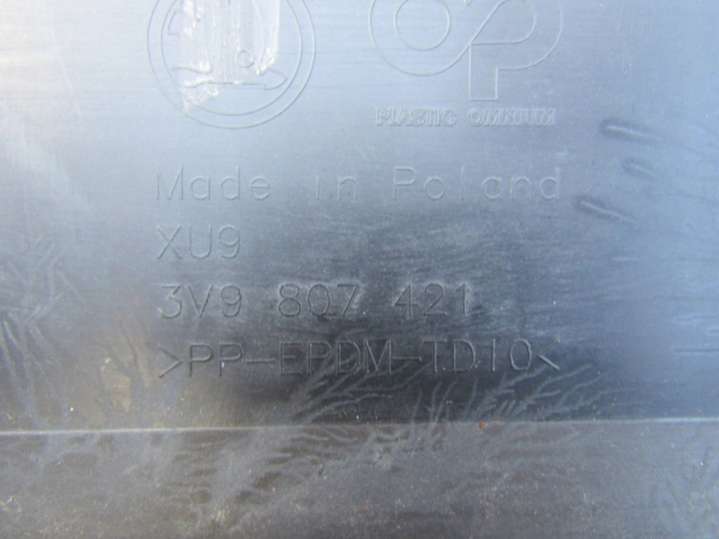 PLASTIC OMNIUM
Made in Poland
XU9
3V9 807 421
>PP-EPDM-TD10<